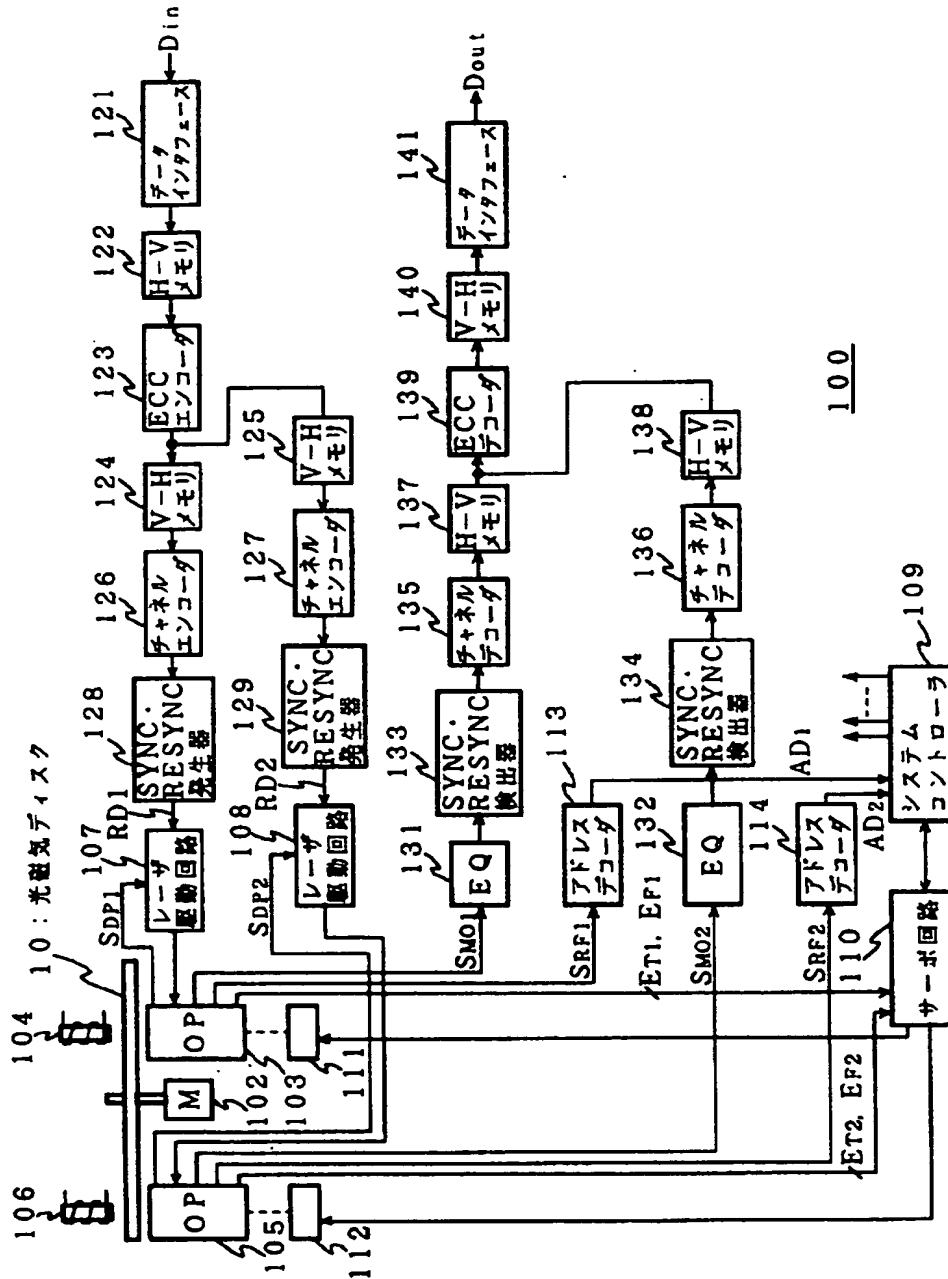 10:光磁気ディスク
104
106
M
102
OP
103
111
OP
105
112
SDP1
107
レーザ
駆動回路
RD1
128
SYNC・
RESYNC
発生器
126
チャネル
エンコーダ
124
V-H
メモリ
123
ECC
エンコーダ
122
H-V
メモリ
121
データ
インタフェース
Din
SDP2
108
レーザ
駆動回路
RD2
129
SYNC・
RESYNC
発生器
127
チャネル
エンコーダ
125
V-H
メモリ
SMO1
131
EQ
133
SYNC・
RESYNC
検出器
135
チャネル
デコーダ
137
H-V
メモリ
139
ECC
デコーダ
140
V-H
メモリ
141
データ
インタフェース
Dout
SRF1
アドレス
デコーダ
113
ET1, EF1
SMO2
132
EQ
134
SYNC・
RESYNC
検出器
136
チャネル
デコーダ
138
H-V
メモリ
SRF2
114
アドレス
デコーダ
AD1
AD2
ET2, EF2
110
サーボ回路
109
システム
コントローラ
100